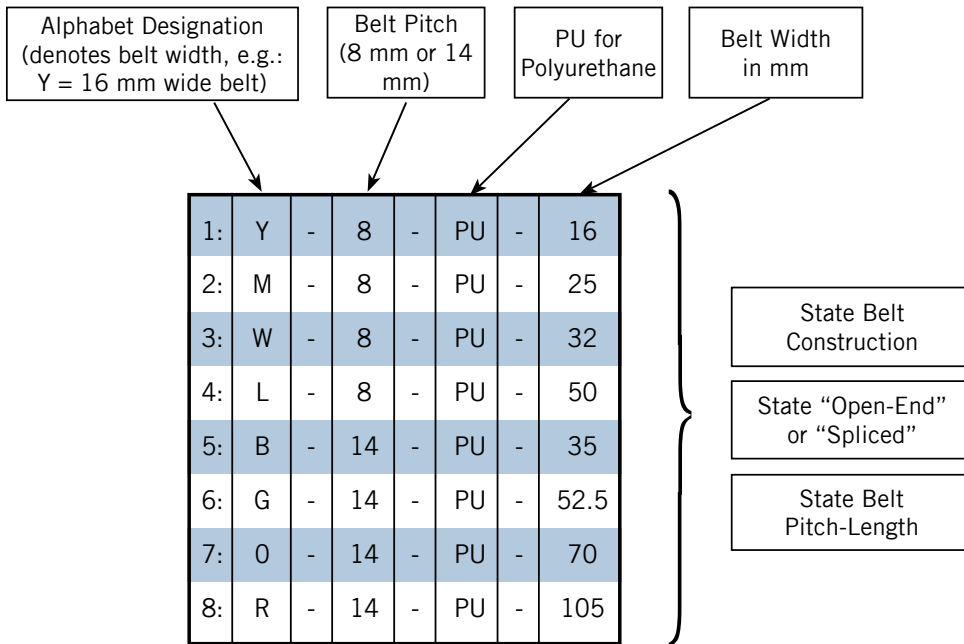 Alphabet Designation
(denotes belt width, e.g.:
Y = 16 mm wide belt)
Belt Pitch
(8 mm or 14
mm)
PU for
Polyurethane
Belt Width
in mm
1: Y - 8 - PU - 16
2: M - 8 - PU - 25
3: W - 8 - PU - 32
4: L - 8 - PU - 50
5: B - 14 - PU - 35
6: G - 14 - PU - 52.5
7: O - 14 - PU - 70
8: R - 14 - PU - 105
State Belt
Construction
State “Open-End”
or “Spliced”
State Belt
Pitch-Length